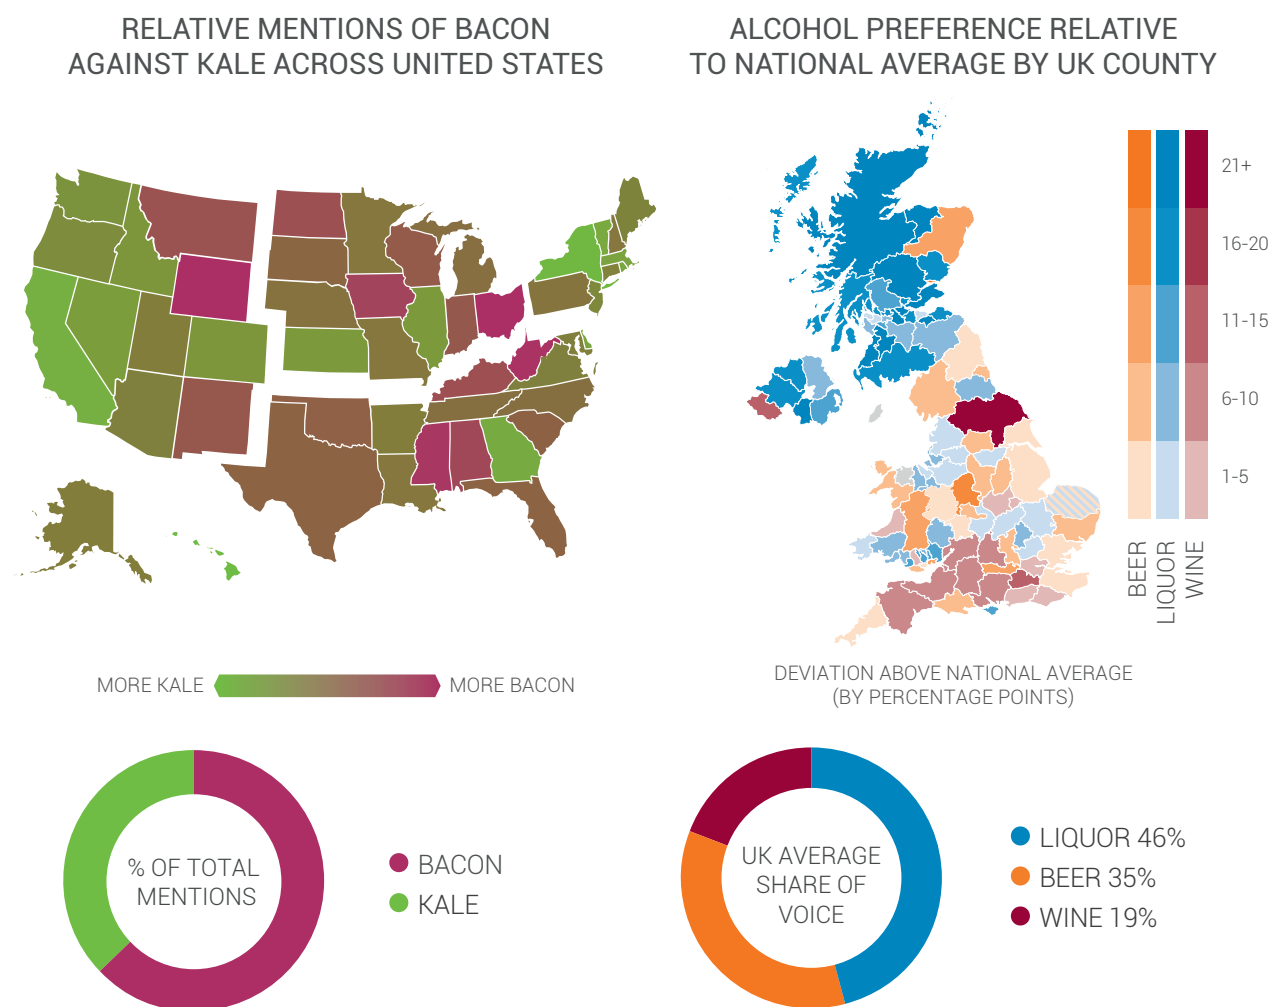 RELATIVE MENTIONS OF BACON
AGAINST KALE ACROSS UNITED STATES
MORE KALE
MORE BACON
% OF TOTAL
MENTIONS
BACON
KALE
ALCOHOL PREFERENCE RELATIVE
TO NATIONAL AVERAGE BY UK COUNTY
21+
16-20
11-15
6-10
1-5
BEER
LIQUOR
WINE
DEVIATION ABOVE NATIONAL AVERAGE
(BY PERCENTAGE POINTS)
UK AVERAGE
SHARE OF
VOICE
LIQUOR 46%
BEER 35%
WINE 19%